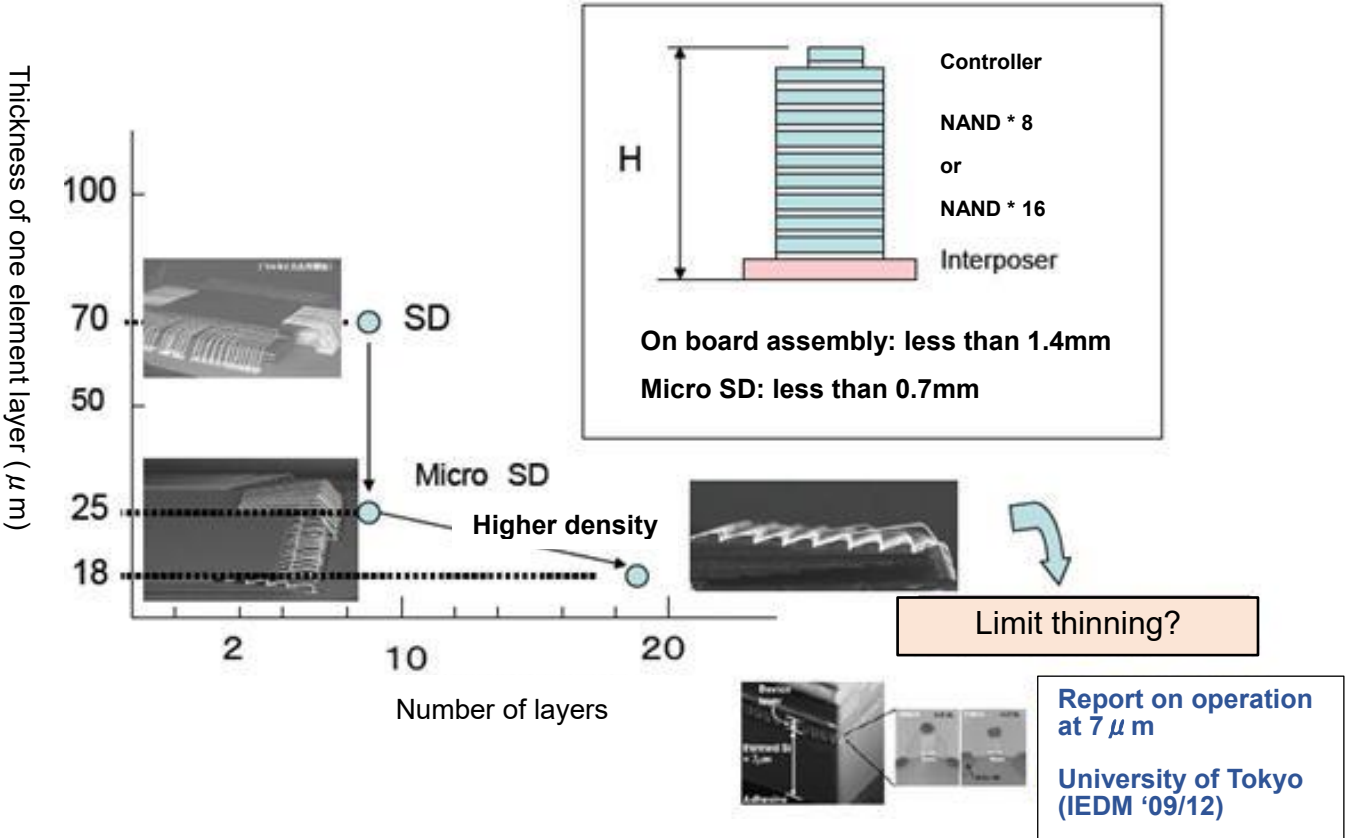 Thickness of one element layer (μm)
100
70
50
25
18
2
10
20
Number of layers
SD
Micro SD
Higher density
H
Controller
NAND * 8
or
NAND * 16
Interposer
On board assembly: less than 1.4mm
Micro SD: less than 0.7mm
Limit thinning?
Report on operation
at 7μm
University of Tokyo
(IEDM ‘09/12)